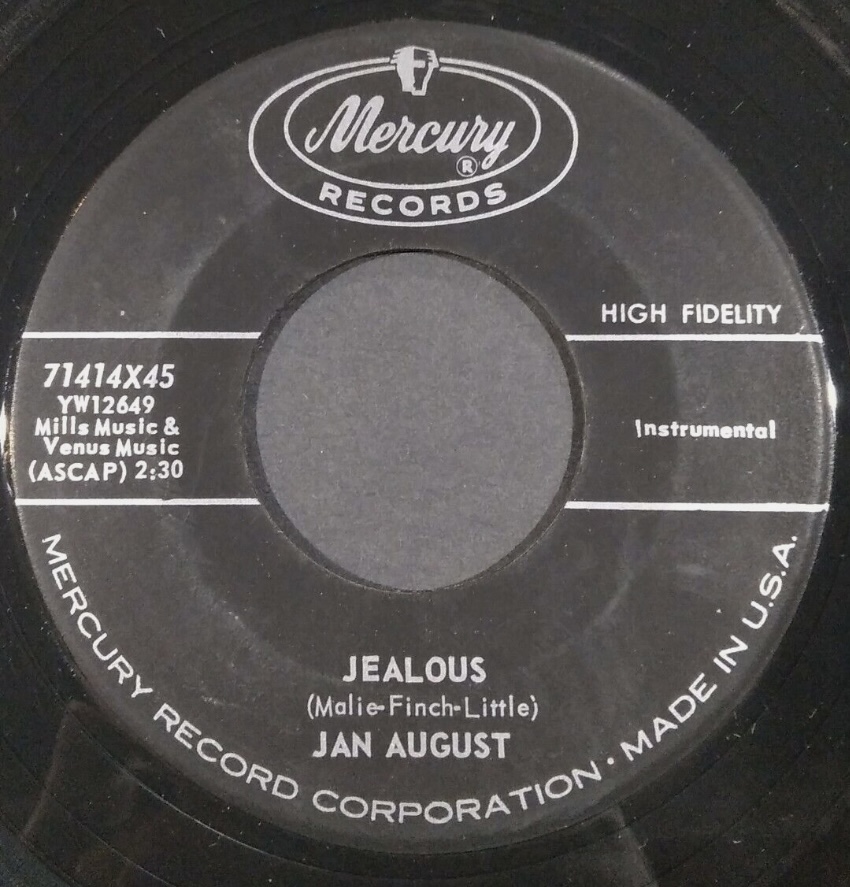 Mercury
®
RECORDS
HIGH FIDELITY
71414X45
YW12649
Mills Music &
Venus Music
(ASCAP) 2:30
Instrumental
JEALOUS
(Malie-Finch-Little)
JAN AUGUST
MERCURY RECORD CORPORATION · MADE IN U.S.A.